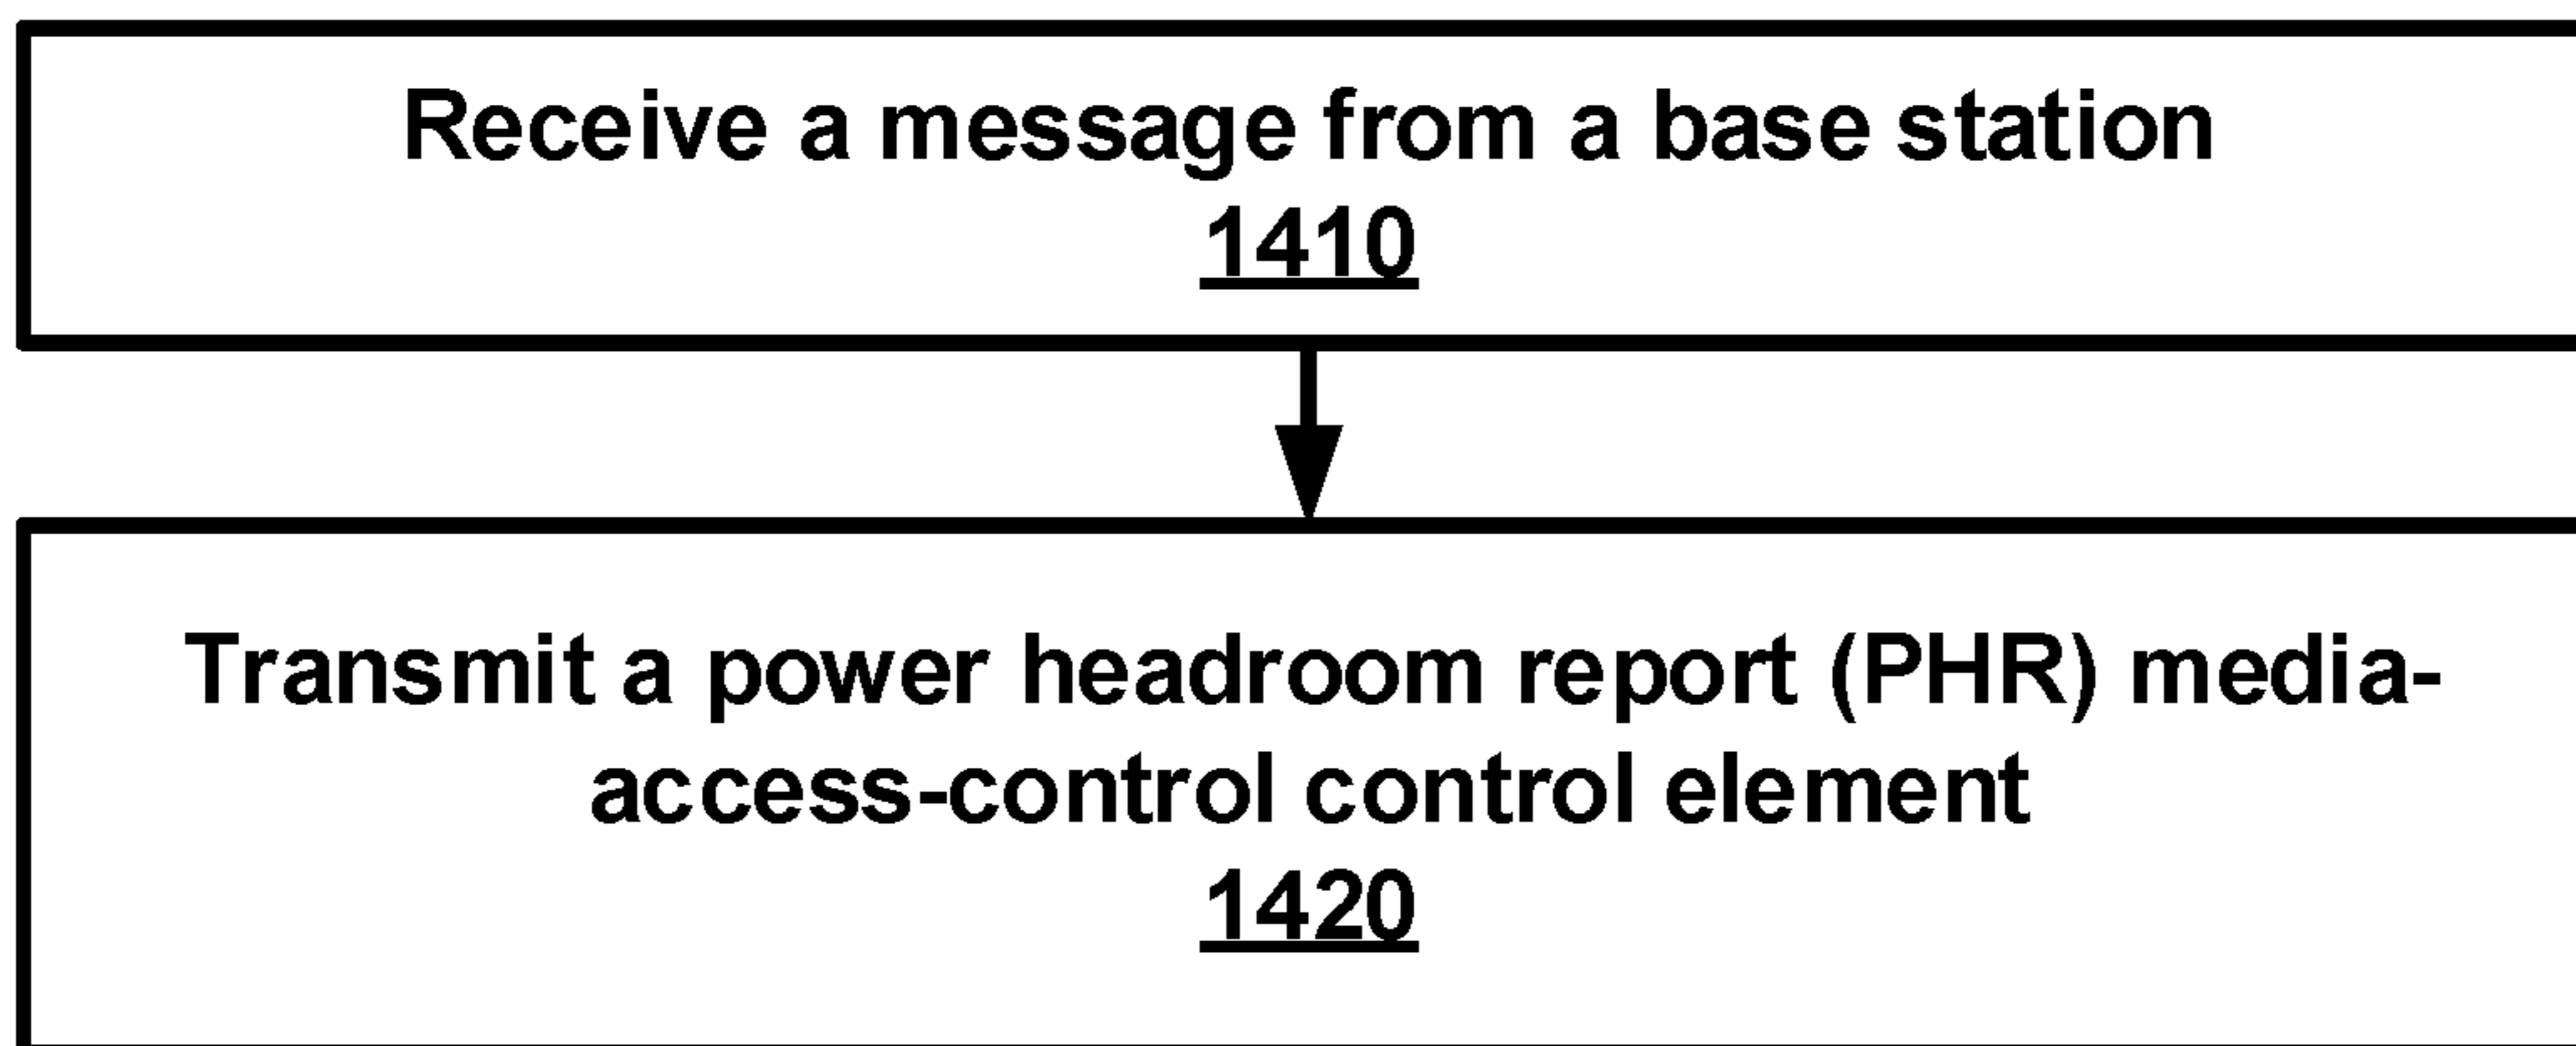 Receive a message from a base station
1410
Transmit a power headroom report (PHR) media-
access-control control element
1420